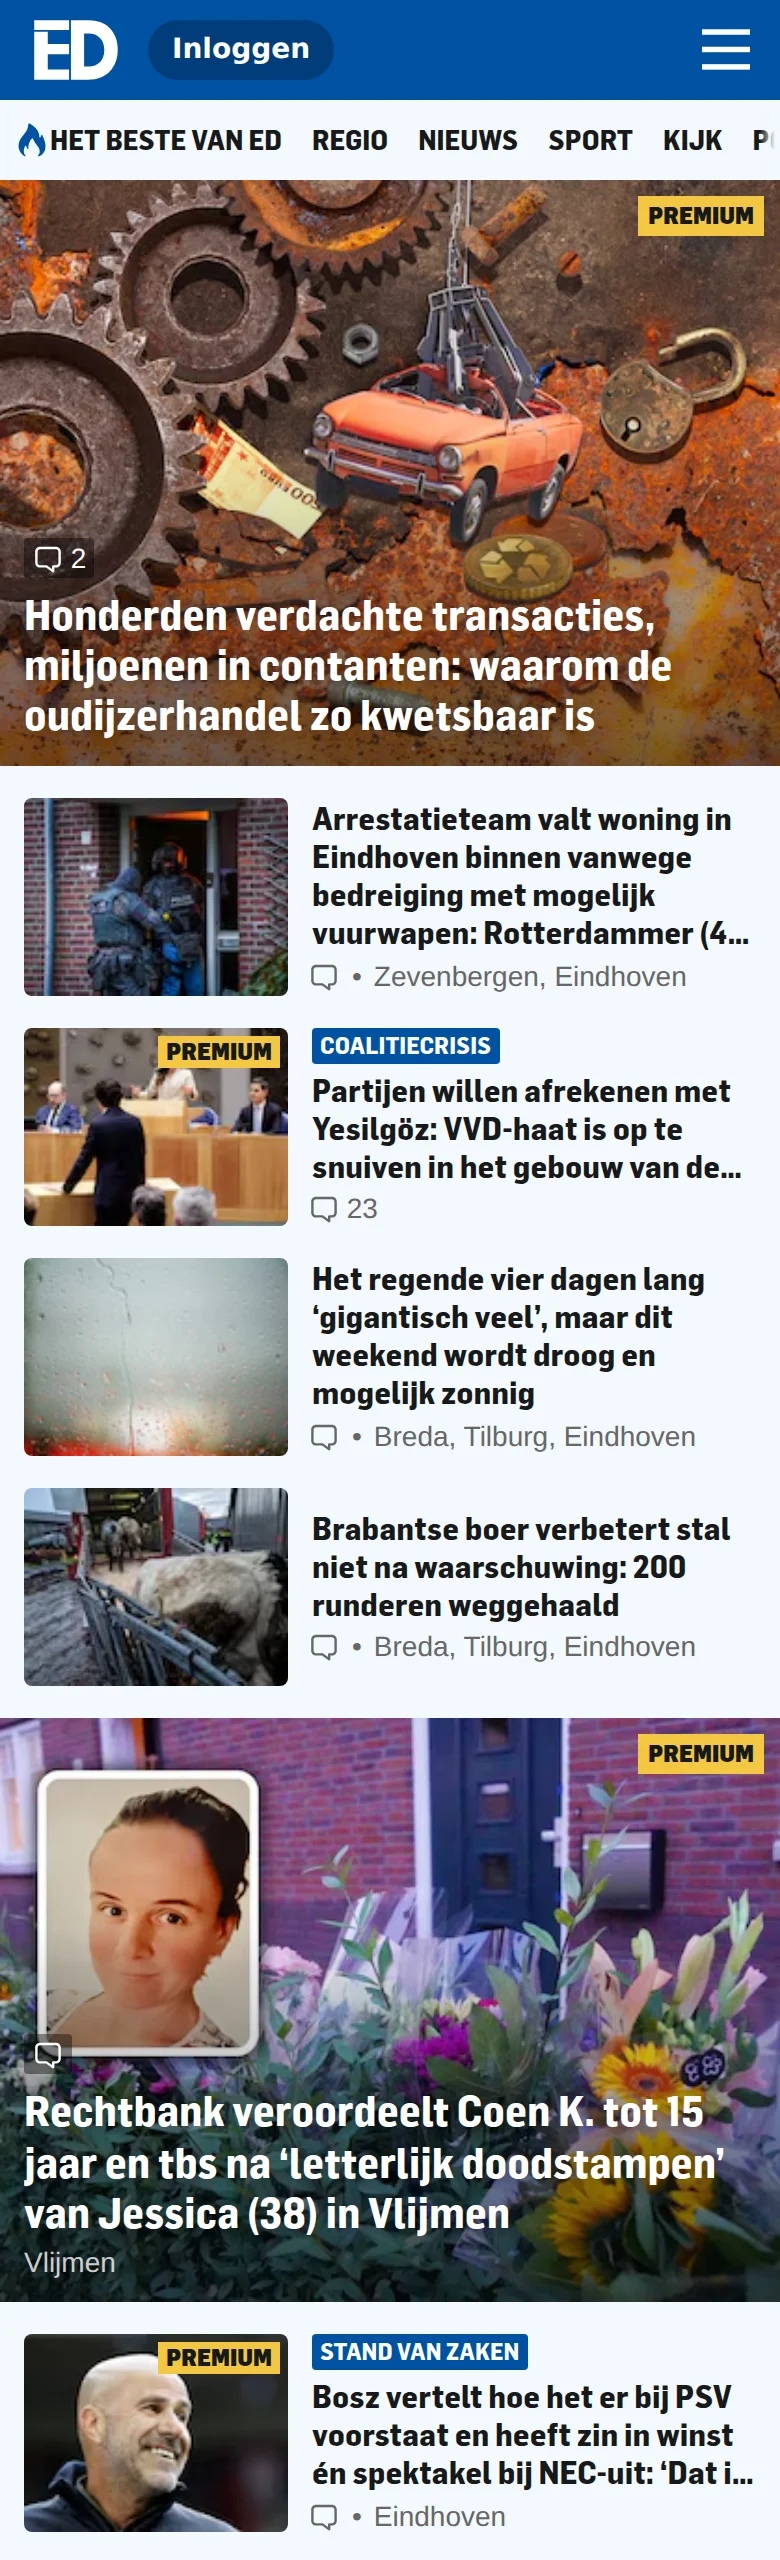 ED
Inloggen
HET BESTE VAN ED
REGIO
NIEUWS
SPORT
KIJK
PREMIUM
2
Honderden verdachte transacties,
miljoenen in contanten: waarom de
oudijzerhandel zo kwetsbaar is
Arrestatieteam valt woning in
Eindhoven binnen vanwege
bedreiging met mogelijk
vuurwapen: Rotterdammer (4...
• Zevenbergen, Eindhoven
PREMIUM
COALITIECRISIS
Partijen willen afrekenen met
Yesilgöz: VVD-haat is op te
snuiven in het gebouw van de...
23
Het regende vier dagen lang
‘gigantisch veel’, maar dit
weekend wordt droog en
mogelijk zonnig
• Breda, Tilburg, Eindhoven
Brabantse boer verbetert stal
niet na waarschuwing: 200
runderen weggehaald
• Breda, Tilburg, Eindhoven
PREMIUM
Rechtbank veroordeelt Coen K. tot 15
jaar en tbs na ‘letterlijk doodstampen’
van Jessica (38) in Vlijmen
Vlijmen
PREMIUM
STAND VAN ZAKEN
Bosz vertelt hoe het er bij PSV
voorstaat en heeft zin in winst
én spektakel bij NEC-uit: ‘Dat i...
• Eindhoven